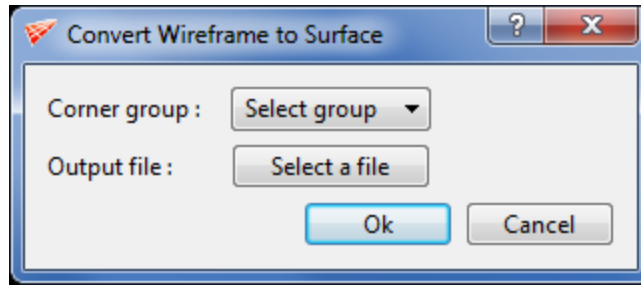 Convert Wireframe to Surface ? X
Corner group : Select group
Output file : Select a file
Ok Cancel